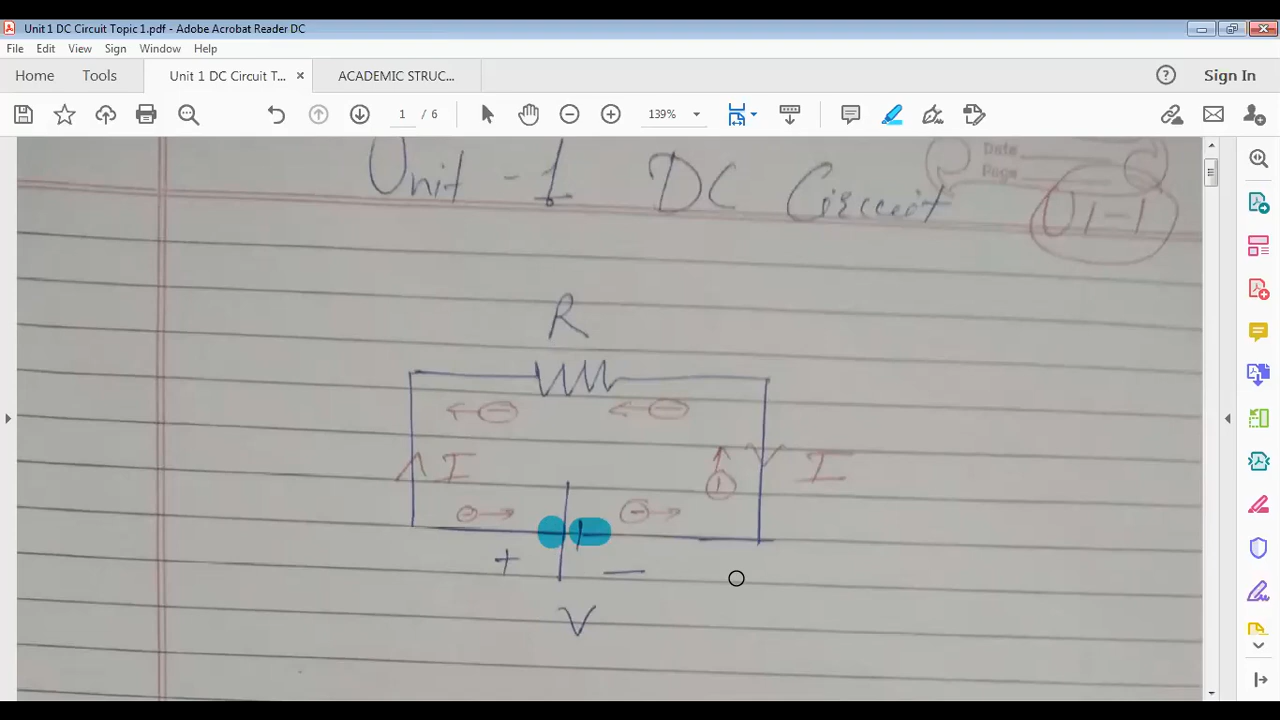 Unit 1 DC Circuit Topic 1.pdf - Adobe Acrobat Reader DC
File Edit View Sign Window Help
Home Tools Unit 1 DC Circuit T... × ACADEMIC STRUC... Sign In
1 / 6 139%
Date
Page
Unit - 1 DC Circuit U1-1
R
I I
+ −
V